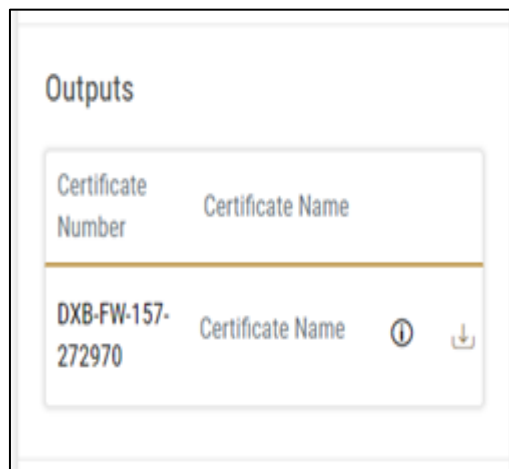 Outputs
Certificate
Number
Certificate Name
DXB-FW-157-
272970
Certificate Name